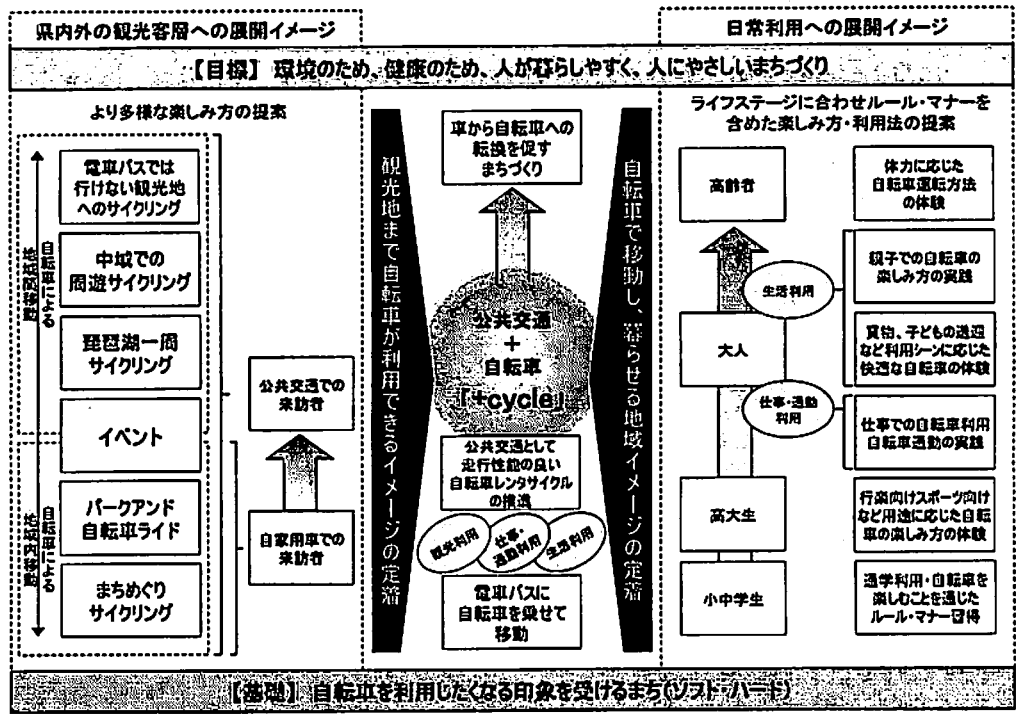 県内外の観光客層への展開イメージ
日常利用への展開イメージ
【目標】 環境のため、健康のため、人が暮らしやすく、人にやさしいまちづくり
より多様な楽しみ方の提案
自転車による
地域間移動
電車バスでは
行けない観光地
へのサイクリング
中域での
周遊サイクリング
琵琶湖一周
サイクリング
イベント
自転車による
地域内移動
パークアンド
自転車ライド
まちめぐり
サイクリング
公共交通での
来訪者
自家用車での
来訪者
観光地まで自転車が利用できるイメージの定着
車から自転車への
転換を促す
まちづくり
公共交通
+
自転車
「+cycle」
公共交通として
走行性能の良い
自転車レンタサイクル
の推進
観光利用
仕事・
通勤利用
生活利用
電車バスに
自転車を乗せて
移動
自転車で移動し、暮らせる地域イメージの定着
ライフステージに合わせルール・マナーを
含めた楽しみ方・利用法の提案
高齢者
体力に応じた
自転車運転方法
の体験
生活利用
親子での自転車の
楽しみ方の実践
大人
買物、子どもの送迎
など利用シーンに応じた
快適な自転車の体験
仕事・通勤
利用
仕事での自転車利用
自転車通勤の実践
高大生
行楽向けスポーツ向け
など用途に応じた自転
車の楽しみ方の体験
小中学生
通学利用・自転車を
楽しむことを通じた
ルール・マナー習得
【基礎】 自転車を利用したくなる印象を受けるまち(ソフト・ハード)